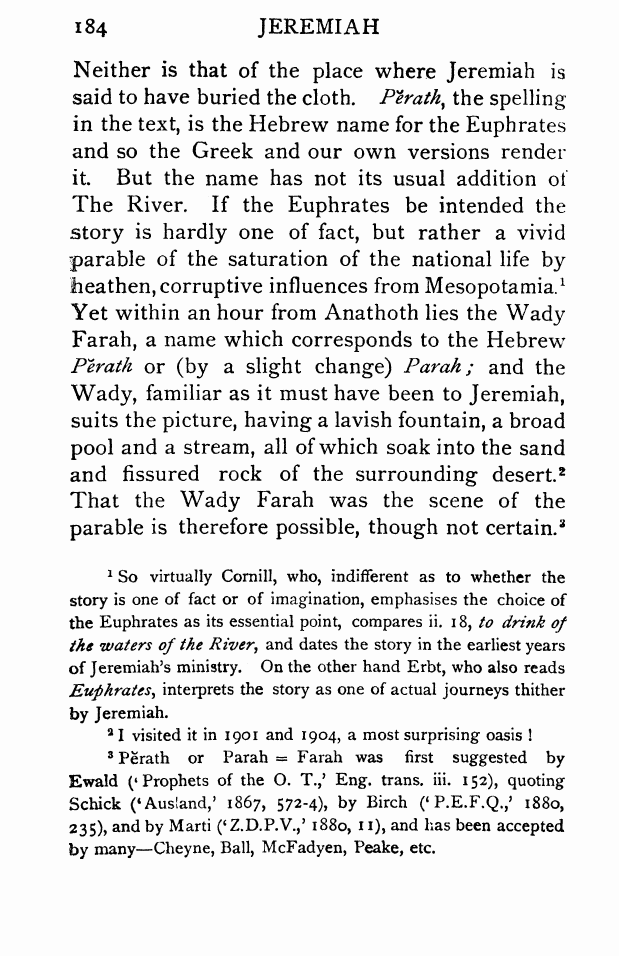 184 JEREMIAH
Neither is that of the place where Jeremiah is
said to have buried the cloth. Pĕrath, the spelling
in the text, is the Hebrew name for the Euphrates
and so the Greek and our own versions render
it. But the name has not its usual addition of
The River. If the Euphrates be intended the
story is hardly one of fact, but rather a vivid
parable of the saturation of the national life by
heathen, corruptive influences from Mesopotamia.¹
Yet within an hour from Anathoth lies the Wady
Farah, a name which corresponds to the Hebrew
Pĕrath or (by a slight change) Parah; and the
Wady, familiar as it must have been to Jeremiah,
suits the picture, having a lavish fountain, a broad
pool and a stream, all of which soak into the sand
and fissured rock of the surrounding desert.²
That the Wady Farah was the scene of the
parable is therefore possible, though not certain.³
¹ So virtually Cornill, who, indifferent as to whether the
story is one of fact or of imagination, emphasises the choice of
the Euphrates as its essential point, compares ii. 18, to drink of
the waters of the River, and dates the story in the earliest years
of Jeremiah's ministry. On the other hand Erbt, who also reads
Euphrates, interprets the story as one of actual journeys thither
by Jeremiah.
² I visited it in 1901 and 1904, a most surprising oasis !
³ Pĕrath or Parah = Farah was first suggested by
Ewald (‘Prophets of the O. T.,’ Eng. trans. iii. 152), quoting
Schick (‘Ausland,’ 1867, 572-4), by Birch (‘P.E.F.Q.,’ 1880,
235), and by Marti (‘Z.D.P.V.,’ 1880, 11), and has been accepted
by many—Cheyne, Ball, McFadyen, Peake, etc.